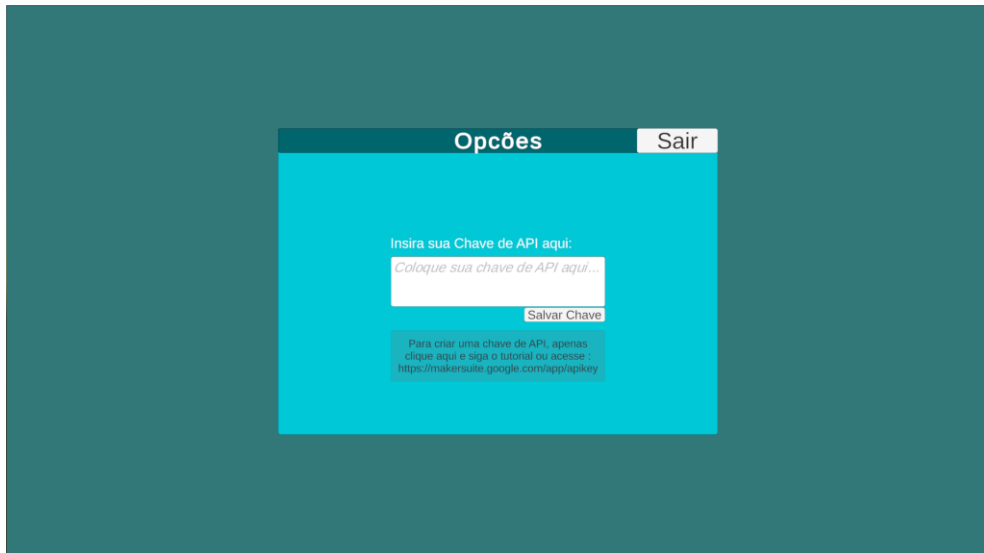 Opcões
Sair
Insira sua Chave de API aqui:
Coloque sua chave de API aqui...
Salvar Chave
Para criar uma chave de API, apenas
clique aqui e siga o tutorial ou acesse :
https://makersuite.google.com/app/apikey